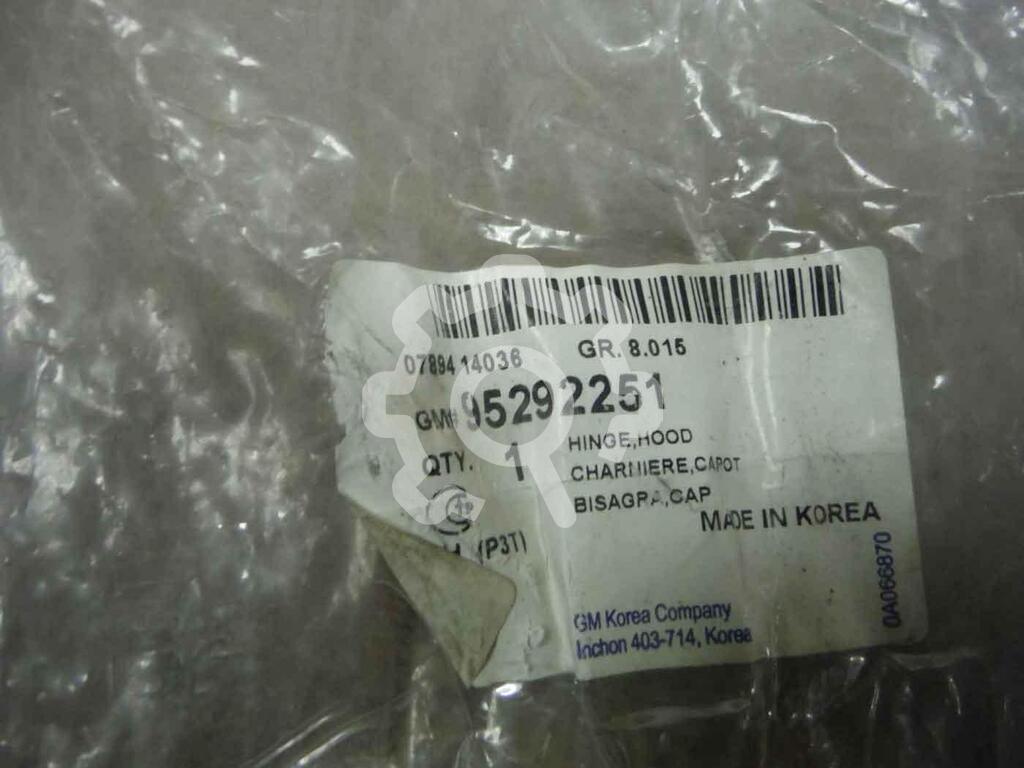 07894 14036 GR. 8.015
GM# 95292251
QTY. 1 HINGE,HOOD
CHARNIERE,CAPOT
BISAGRA,CAP
MADE IN KOREA
(P3T)
0A066870
GM Korea Company
Inchon 403-714, Korea